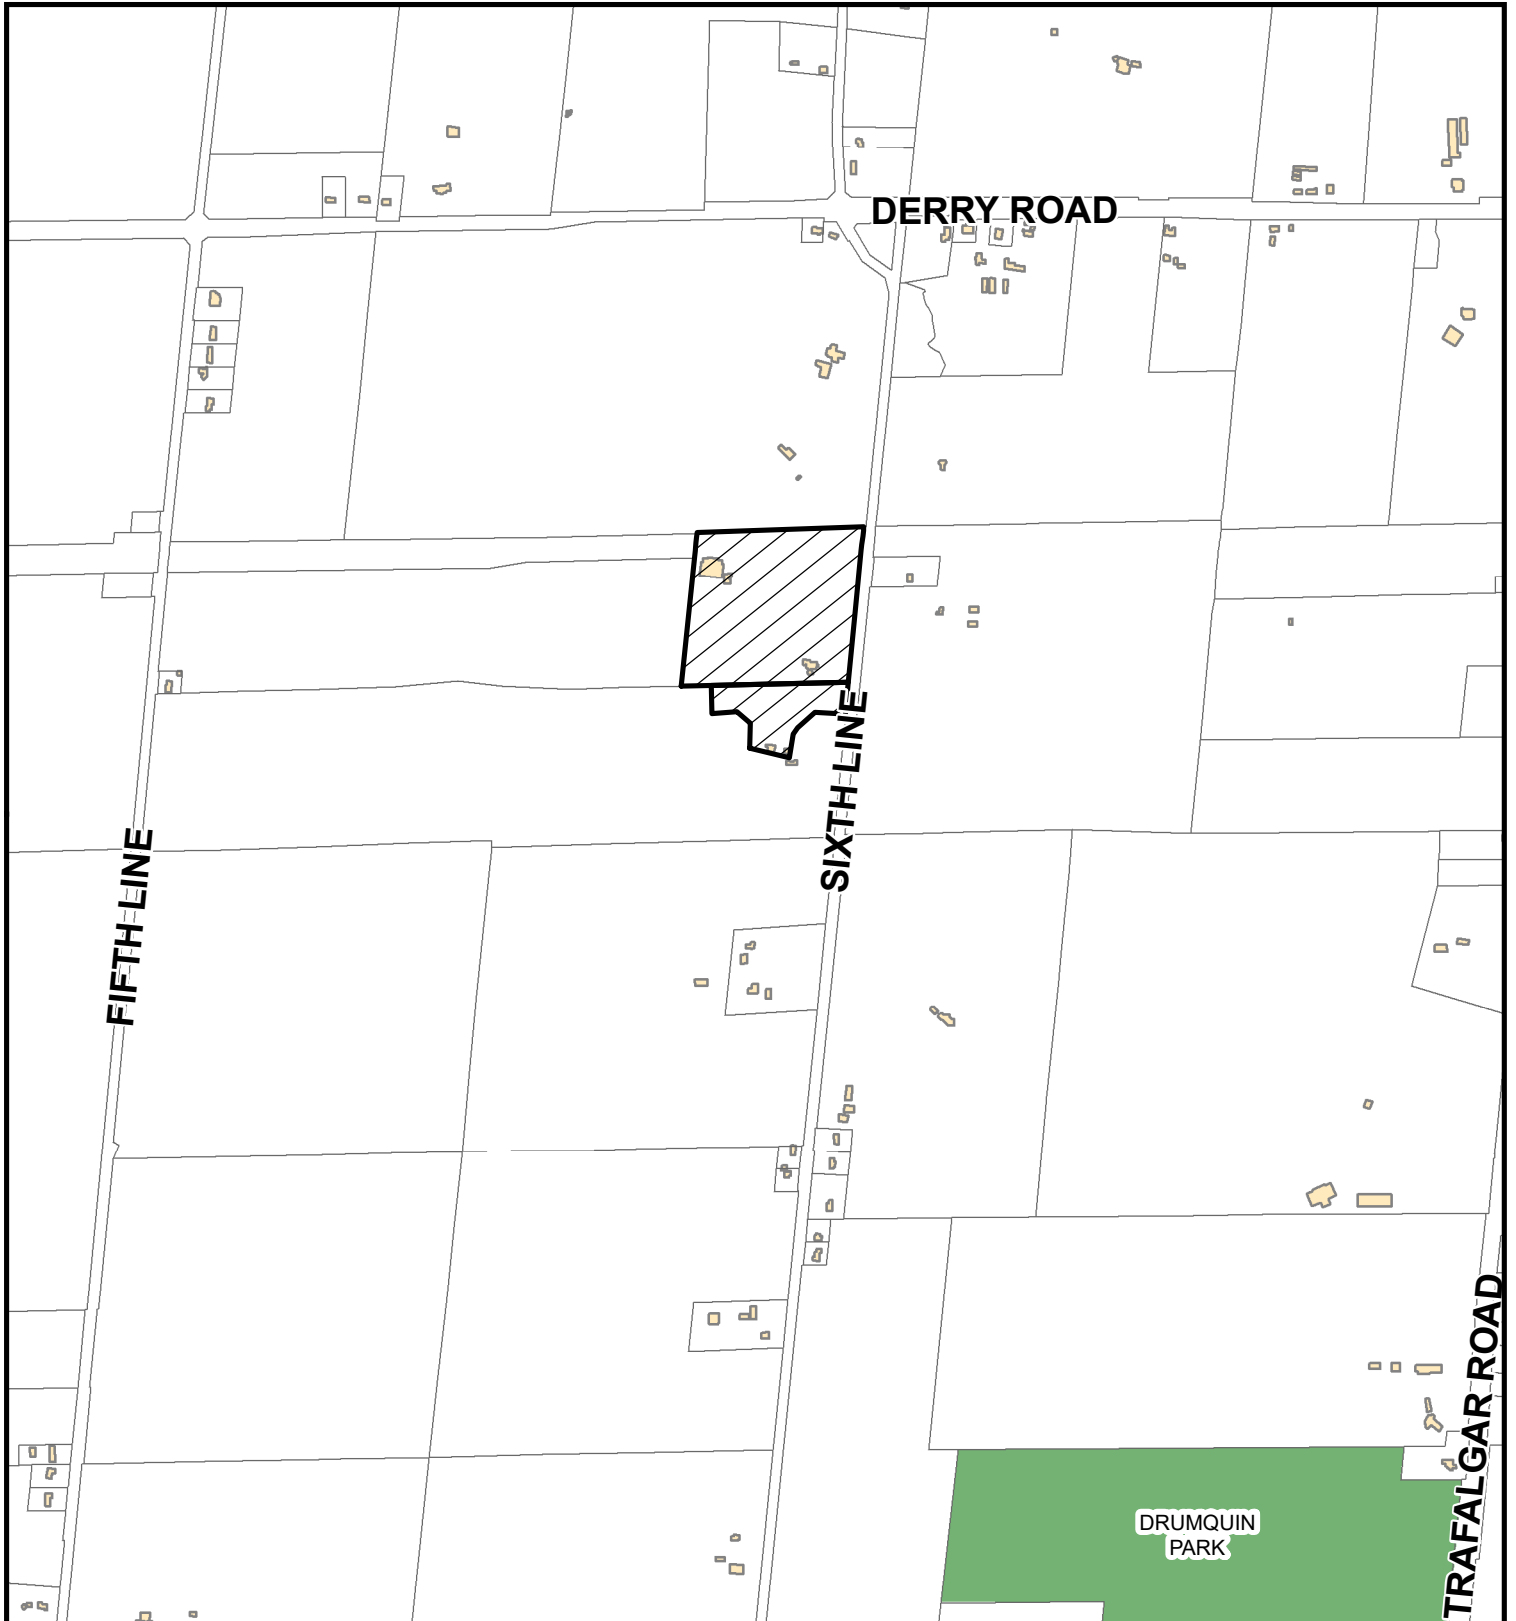 DERRY ROAD
SIXTH LINE
FIFTH LINE
TRAFALGAR ROAD
DRUMQUIN
PARK